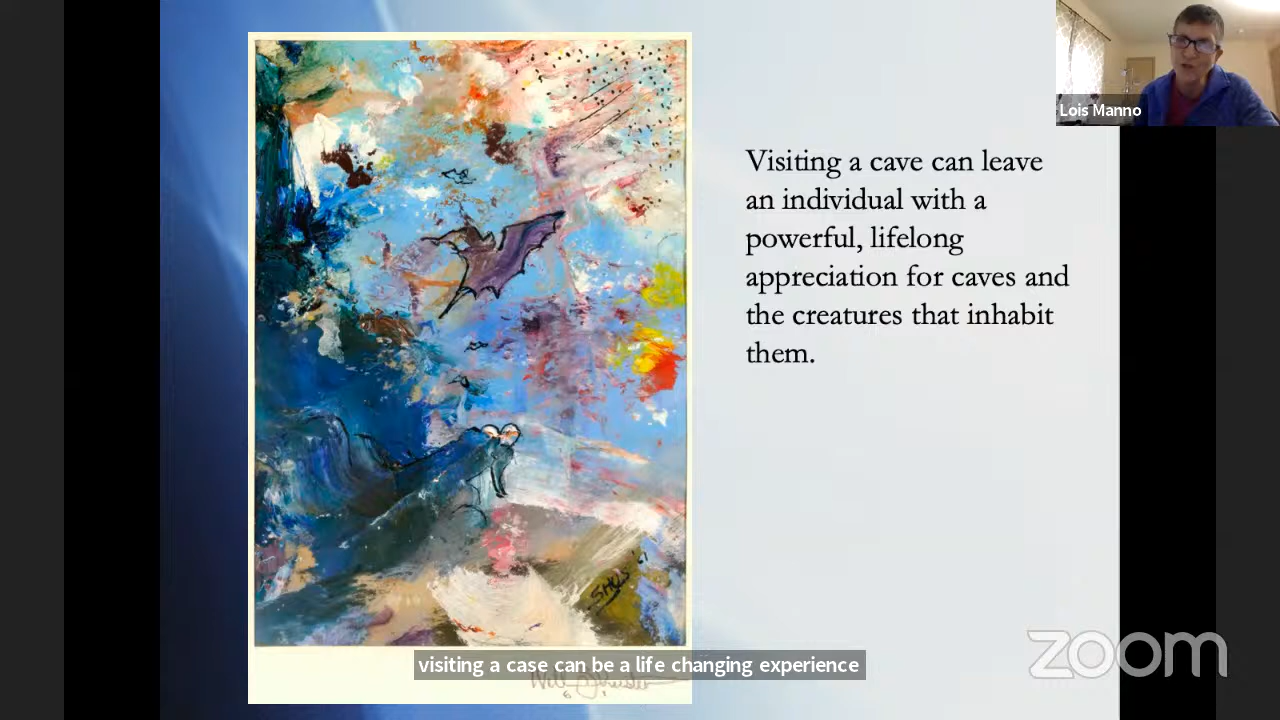 Lois Manno
Visiting a cave can leave
an individual with a
powerful, lifelong
appreciation for caves and
the creatures that inhabit
them.
visiting a case can be a life changing experience
zoom